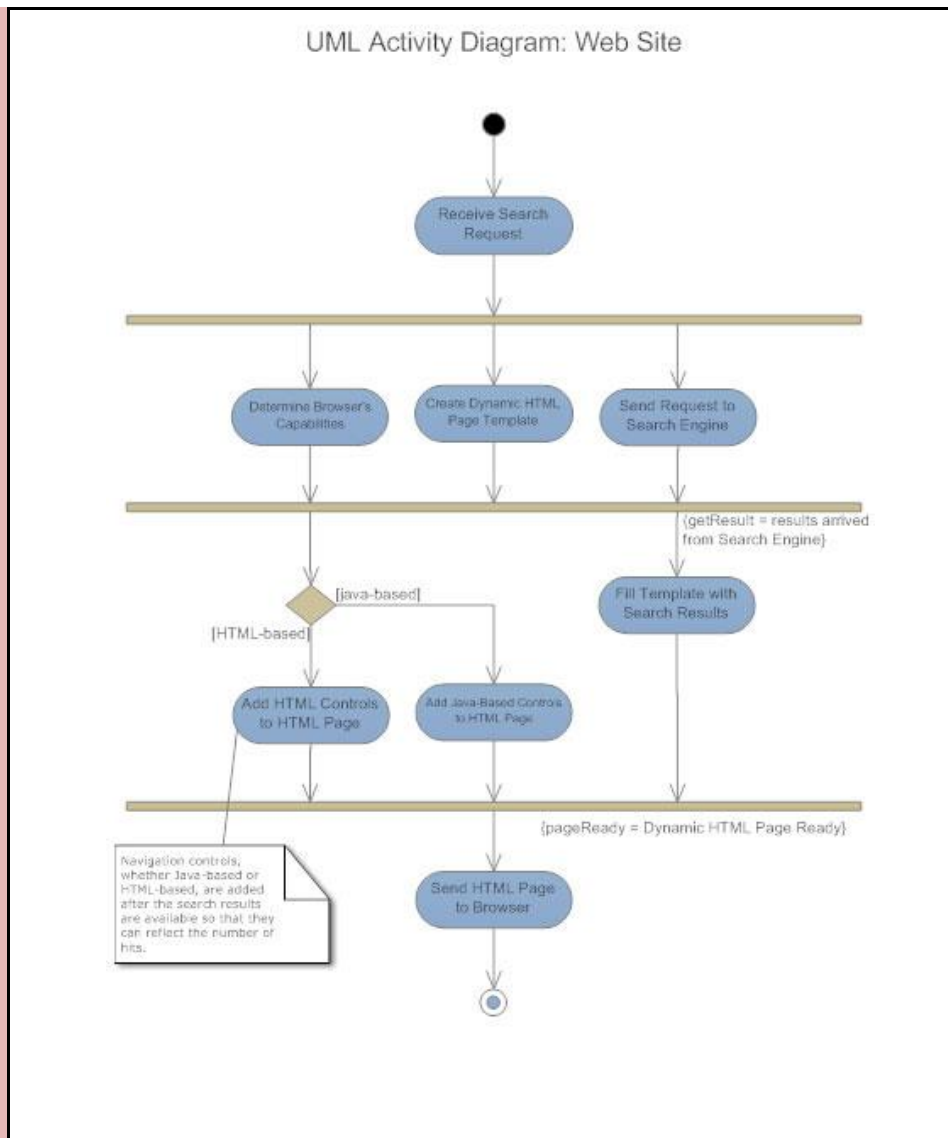 UML Activity Diagram: Web Site
Receive Search
Request
Determine Browser's
Capabilities
Create Dynamic HTML
Page Template
Send Request to
Search Engine
{getResult = results arrived
from Search Engine}
[java-based]
[HTML-based]
Fill Template with
Search Results
Add HTML Controls
to HTML Page
Add Java-Based Controls
to HTML Page
{pageReady = Dynamic HTML Page Ready}
Navigation controls,
whether Java-based or
HTML-based, are added
after the search results
are available so that they
can reflect the number of
hits.
Send HTML Page
to Browser